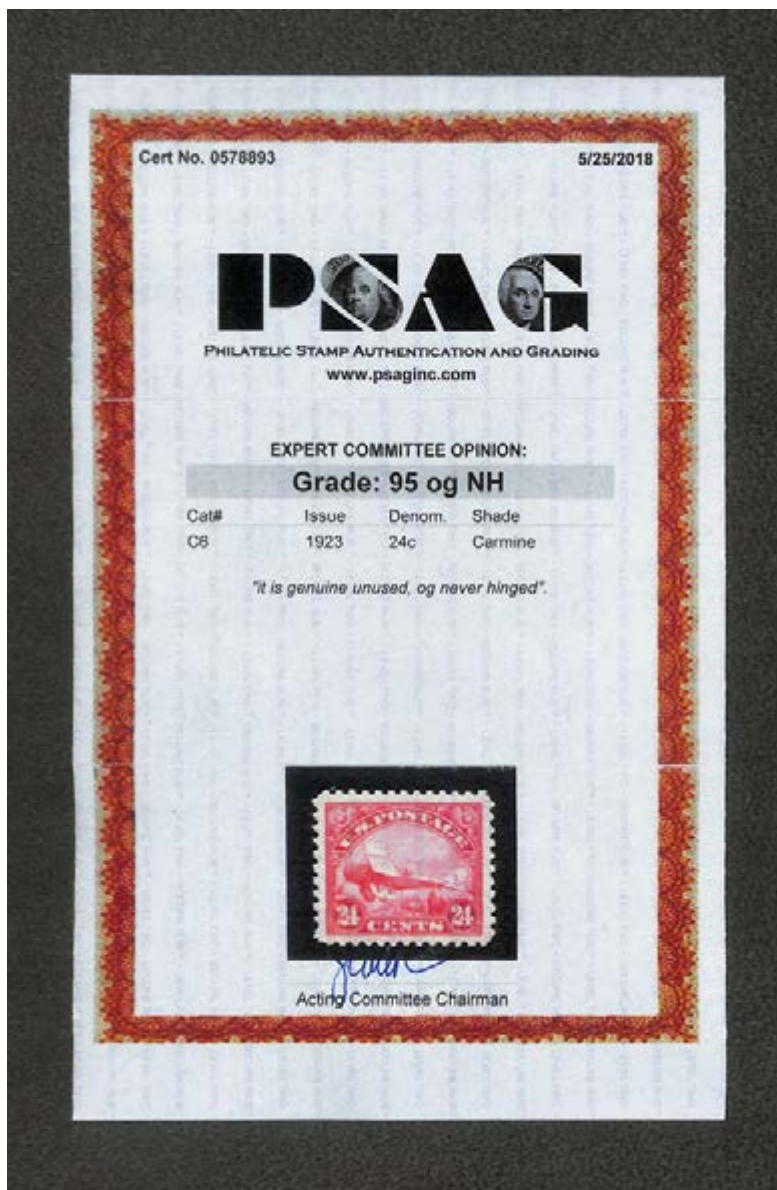 Cert No. 0578893 5/25/2018
PSAG
PHILATELIC STAMP AUTHENTICATION AND GRADING
www.psaginc.com
EXPERT COMMITTEE OPINION:
Grade: 95 og NH
Cat# Issue Denom. Shade
C6 1923 24c Carmine
"it is genuine unused, og never hinged".
U.S. POSTAGE
24 CENTS 24
Acting Committee Chairman